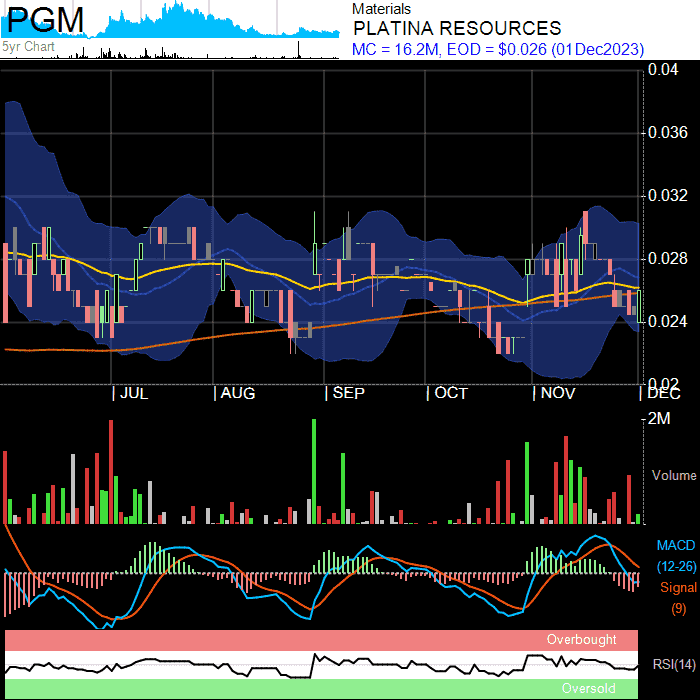 PGM
5yr Chart
Materials
PLATINA RESOURCES
MC = 16.2M, EOD = $0.026 (01Dec2023)
0.04
0.036
0.032
0.028
0.024
0.02
JUL AUG SEP OCT NOV DEC
2M
Volume
MACD
(12-26)
Signal
(9)
Overbought
RSI(14)
Oversold